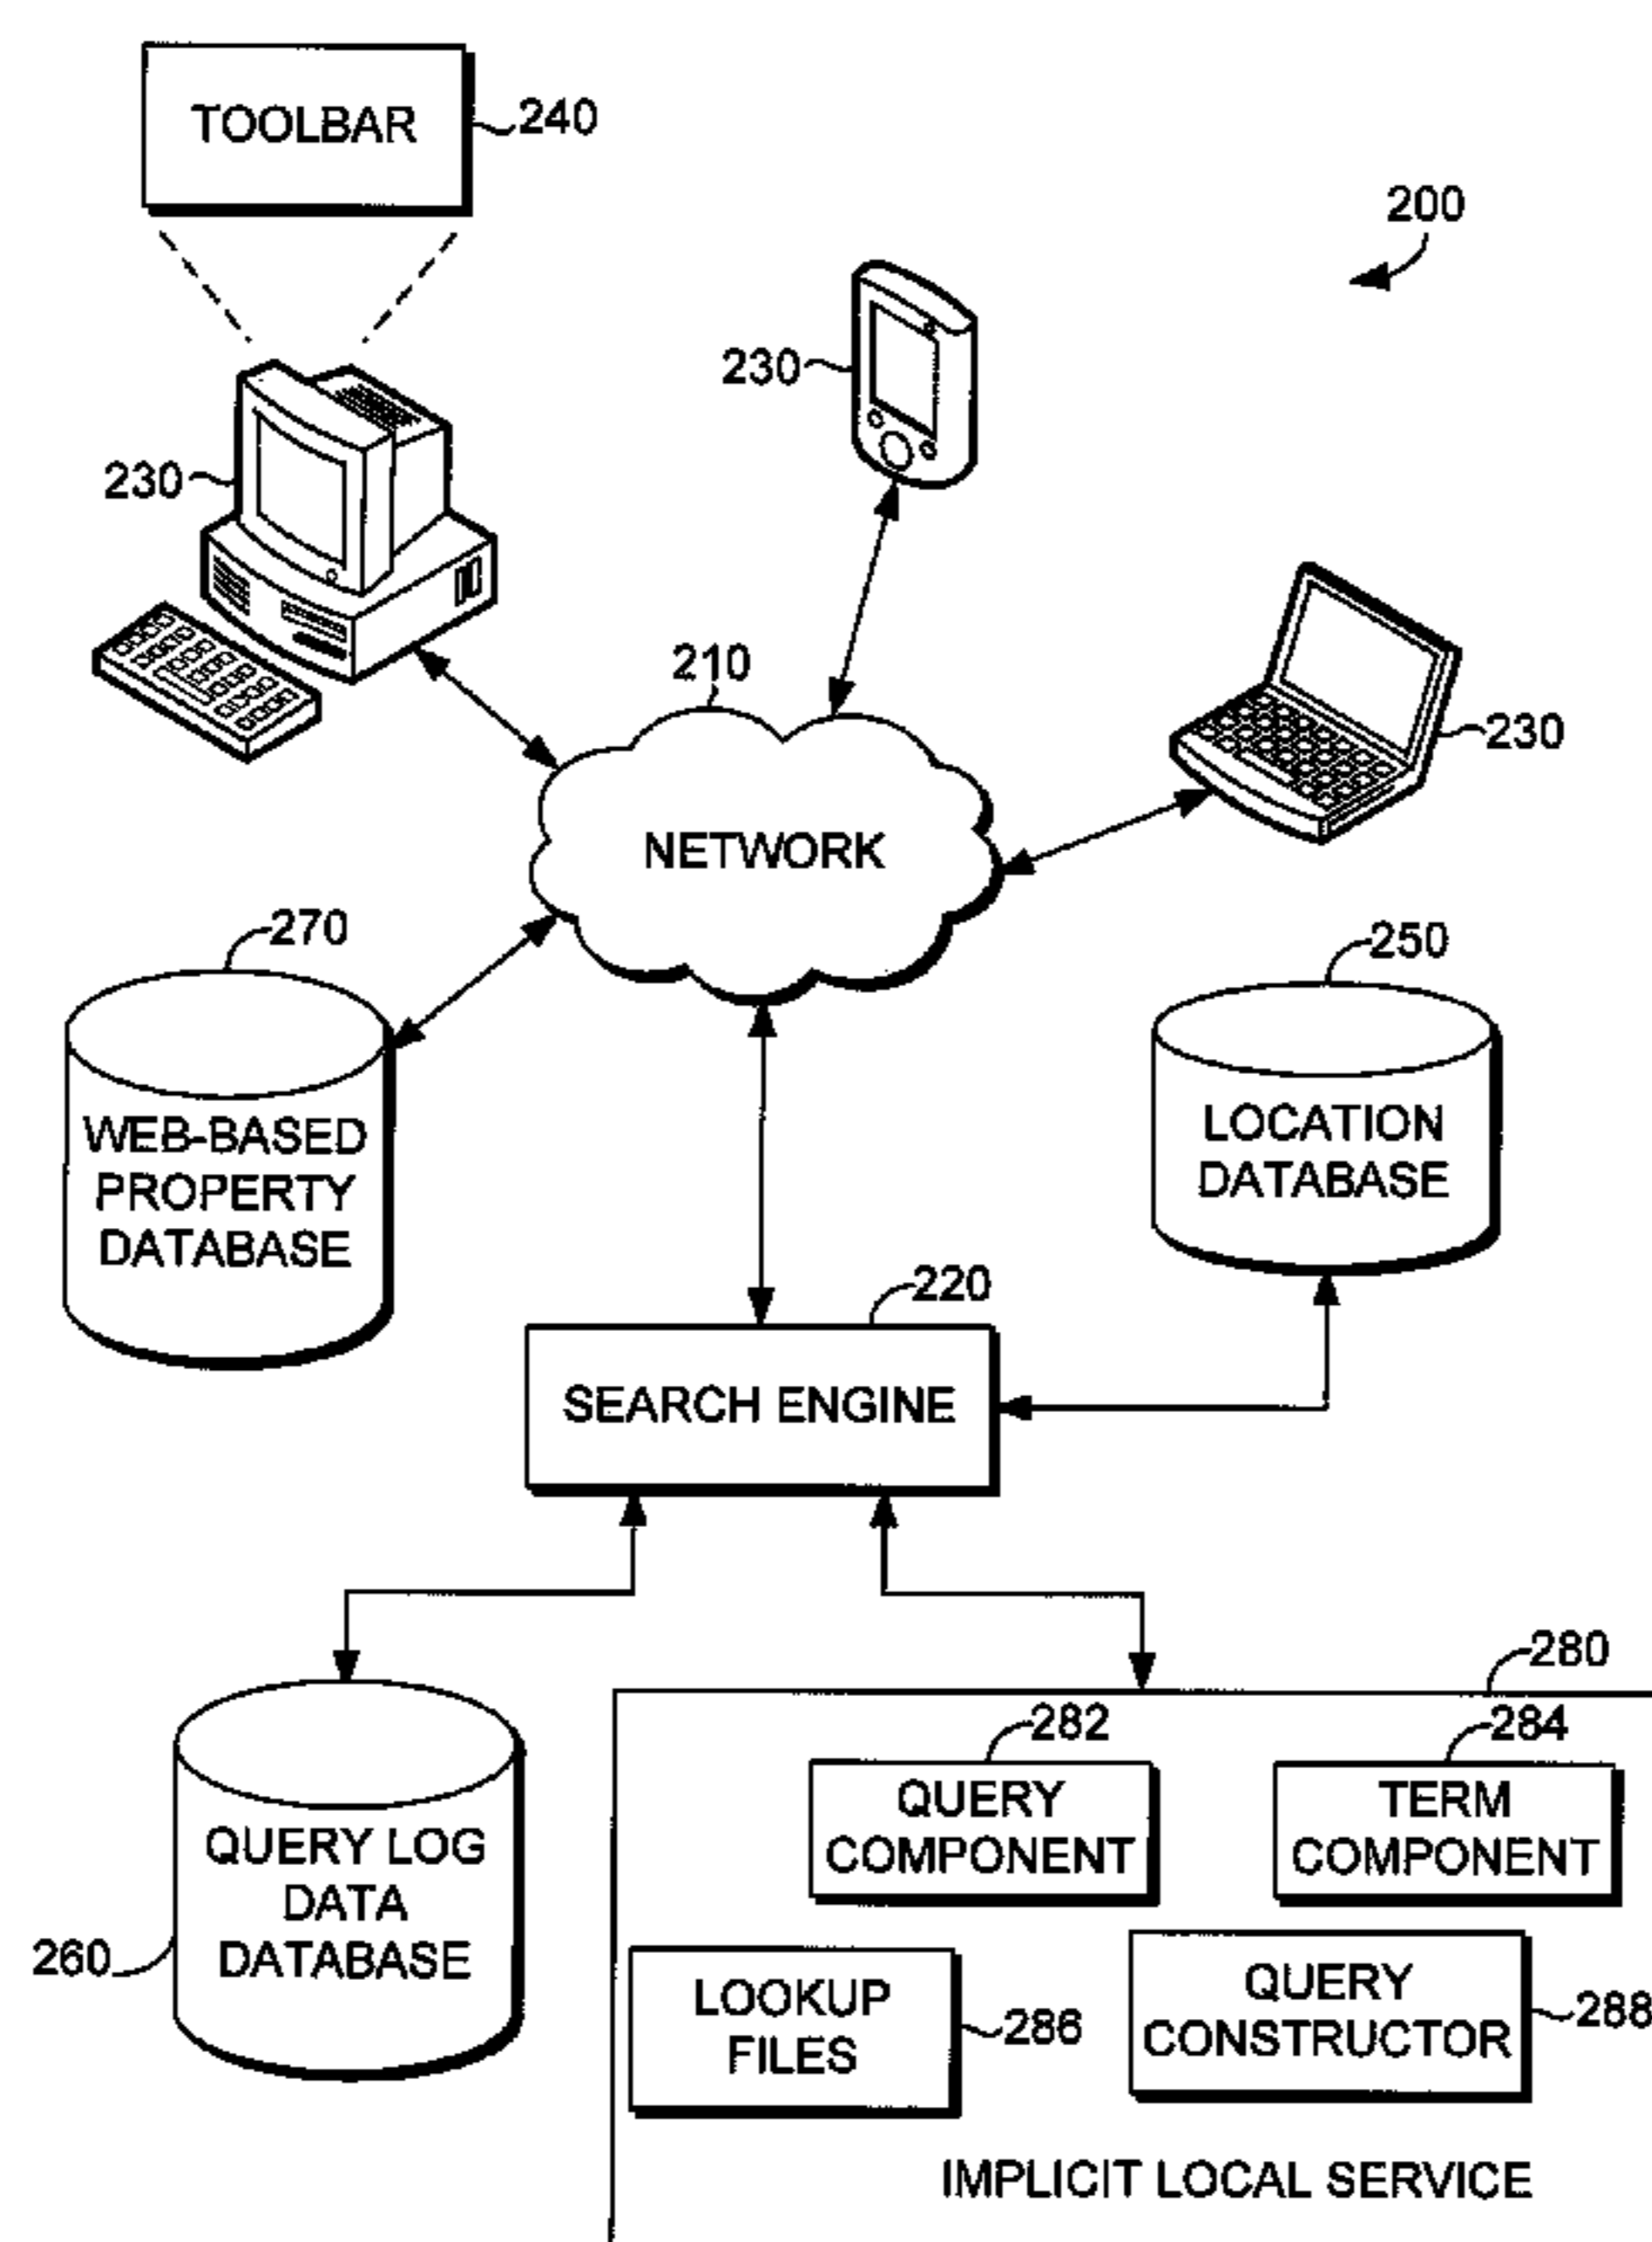 TOOLBAR
240
200
230
230
210
230
NETWORK
270
250
WEB-BASED
PROPERTY
DATABASE
LOCATION
DATABASE
220
SEARCH ENGINE
280
282
284
QUERY
COMPONENT
TERM
COMPONENT
QUERY LOG
DATA
DATABASE
260
LOOKUP
FILES
286
QUERY
CONSTRUCTOR
288
IMPLICIT LOCAL SERVICE